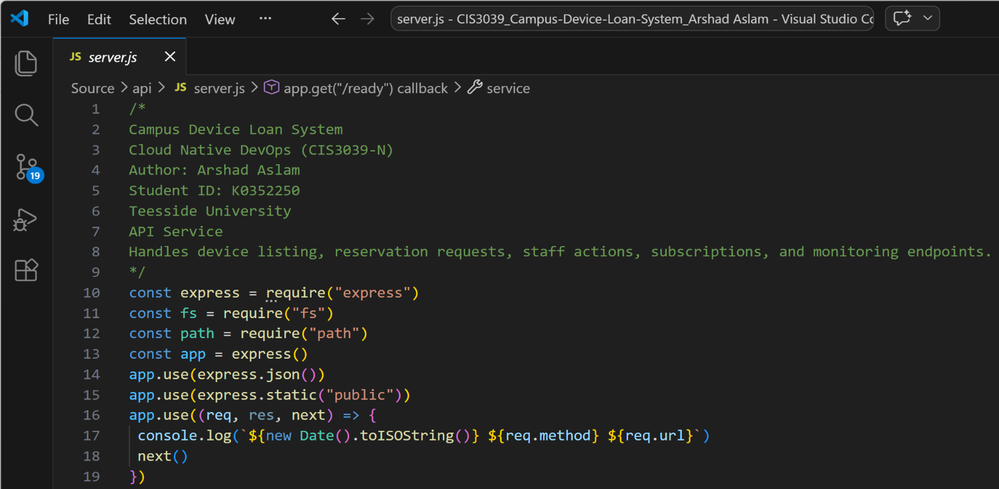 File Edit Selection View ... server.js - CIS3039_Campus-Device-Loan-System_Arshad Aslam - Visual Studio Co
JS server.js
Source > api > JS server.js > app.get("/ready") callback > service
19
1 /*
2 Campus Device Loan System
3 Cloud Native DevOps (CIS3039-N)
4 Author: Arshad Aslam
5 Student ID: K0352250
6 Teesside University
7 API Service
8 Handles device listing, reservation requests, staff actions, subscriptions, and monitoring endpoints.
9 */
10 const express = require("express")
11 const fs = require("fs")
12 const path = require("path")
13 const app = express()
14 app.use(express.json())
15 app.use(express.static("public"))
16 app.use((req, res, next) => {
17  console.log(`${new Date().toISOString()} ${req.method} ${req.url}`)
18  next()
19 })